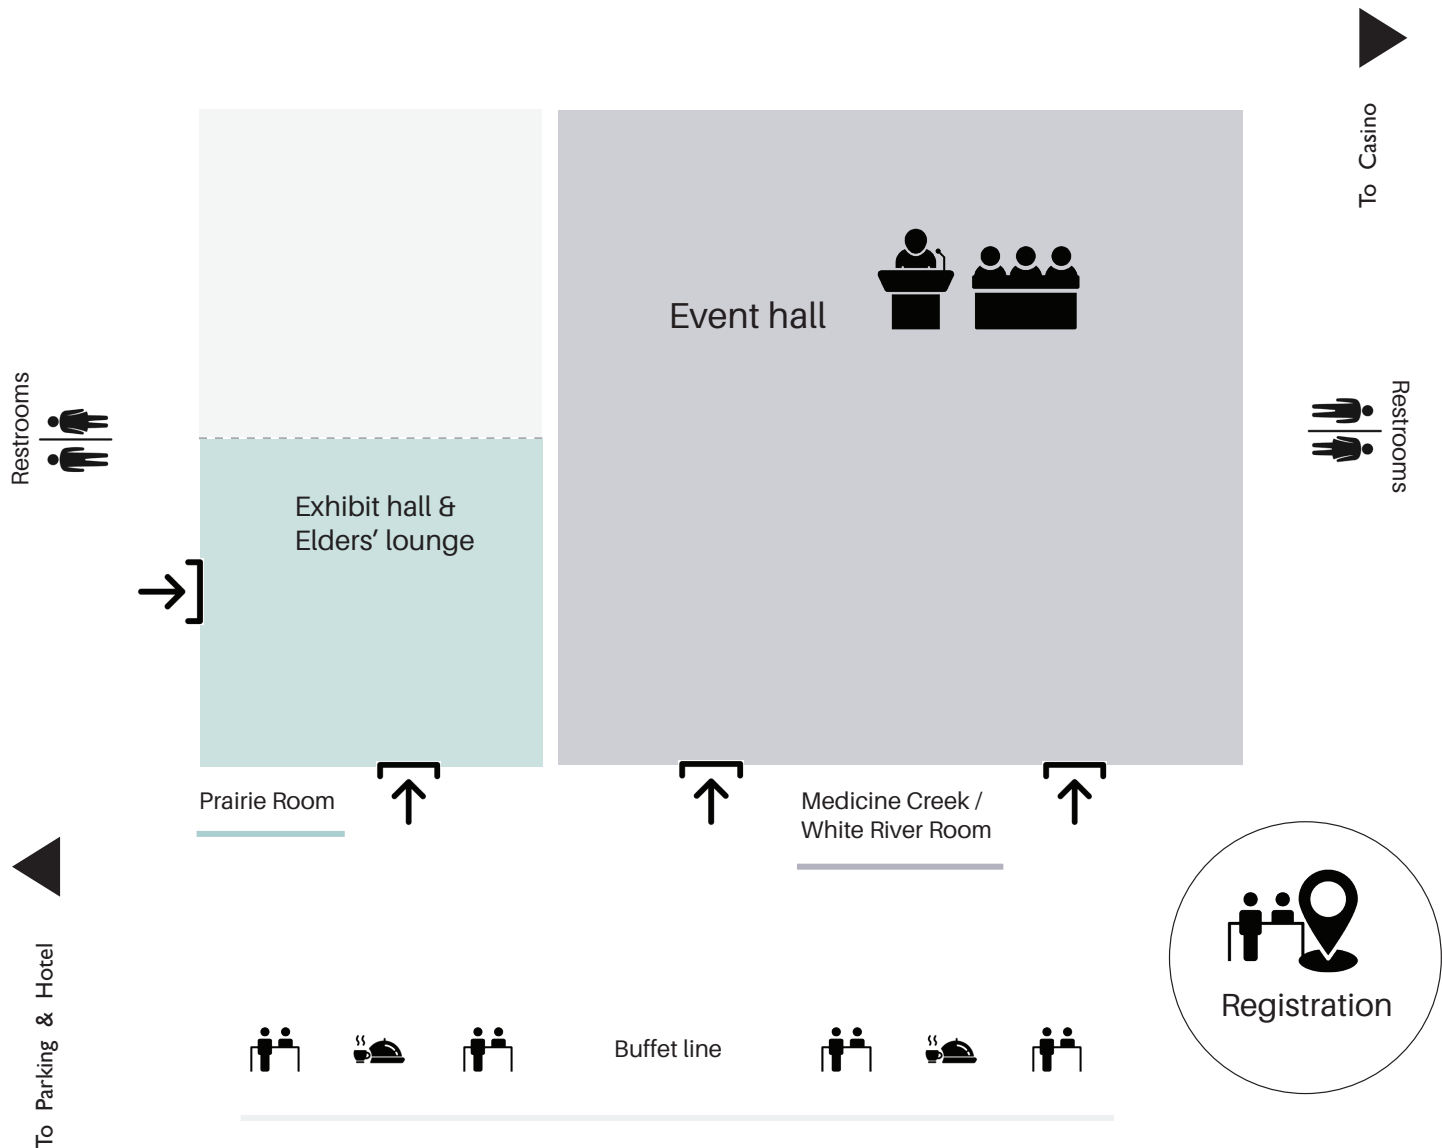 To Casino
Event hall
Restrooms
Restrooms
Exhibit hall &
Elders’ lounge
Prairie Room
Medicine Creek /
White River Room
To Parking & Hotel
Registration
Buffet line